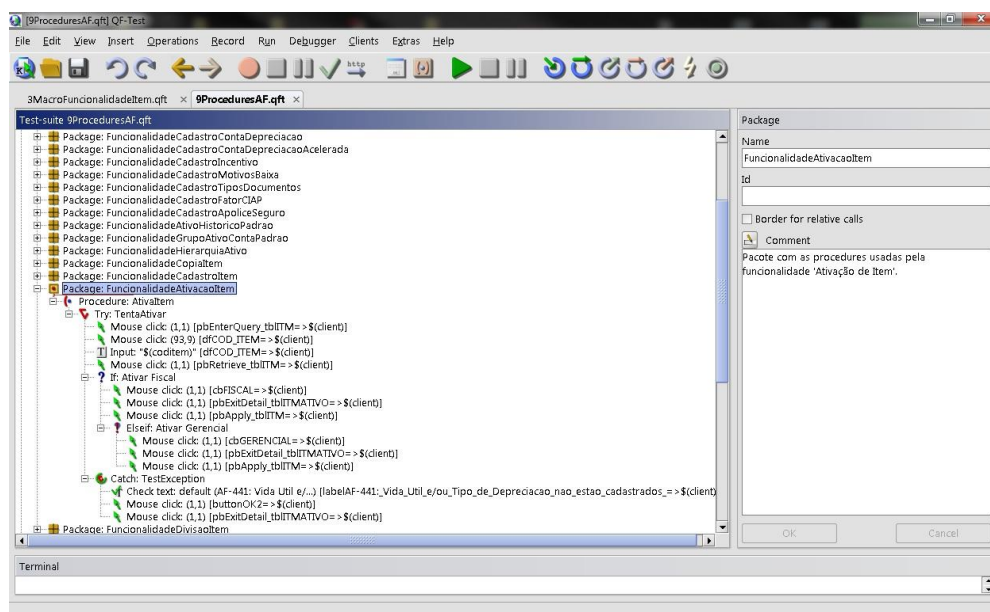 [9ProceduresAF.qft] QF-Test
File Edit View Insert Operations Record Run Debugger Clients Extras Help
http
3MacroFuncionalidadeItem.qft × 9ProceduresAF.qft ×
Test-suite 9ProceduresAF.qft
Package: FuncionalidadeCadastroContaDepreciacao
Package: FuncionalidadeCadastroContaDepreciacaoAcelerada
Package: FuncionalidadeCadastroIncentivo
Package: FuncionalidadeCadastroMotivosBaixa
Package: FuncionalidadeCadastroTiposDocumentos
Package: FuncionalidadeCadastroFatorCIAP
Package: FuncionalidadeCadastroApoliceSeguro
Package: FuncionalidadeAtivoHistoricoPadrao
Package: FuncionalidadeGrupoAtivoContaPadrao
Package: FuncionalidadeHierarquiaAtivo
Package: FuncionalidadeCopiaItem
Package: FuncionalidadeCadastroItem
Package: FuncionalidadeAtivacaoItem
Procedure: AtivaItem
Try: TentaAtivar
Mouse click: (1,1) [pbEnterQuery_tblITM=>$(client)]
Mouse click: (93,9) [dfCOD_ITEM=>$(client)]
T Input: "$(coditem)" [dfCOD_ITEM=>$(client)]
Mouse click: (1,1) [pbRetrieve_tblITM=>$(client)]
? If: Ativar Fiscal
Mouse click: (1,1) [cbFISCAL=>$(client)]
Mouse click: (1,1) [pbExitDetail_tblITMATIVO=>$(client)]
Mouse click: (1,1) [pbApply_tblITM=>$(client)]
? Elseif: Ativar Gerencial
Mouse click: (1,1) [cbGERENCIAL=>$(client)]
Mouse click: (1,1) [pbExitDetail_tblITMATIVO=>$(client)]
Mouse click: (1,1) [pbApply_tblITM=>$(client)]
Catch: TestException
Check text: default (AF-441: Vida Util e/...) [labelAF-441:_Vida_Util_e/ou_Tipo_de_Depreciacao_nao_estao_cadastrados_=>$(client)
Mouse click: (1,1) [buttonOK2=>$(client)]
Mouse click: (1,1) [pbExitDetail_tblITMATIVO=>$(client)]
Package: FuncionalidadeDivisaoItem
Package
Name
FuncionalidadeAtivacaoItem
Id
Border for relative calls
Comment
Pacote com as procedures usadas pela
funcionalidade 'Ativação de Item'.
OK Cancel
Terminal